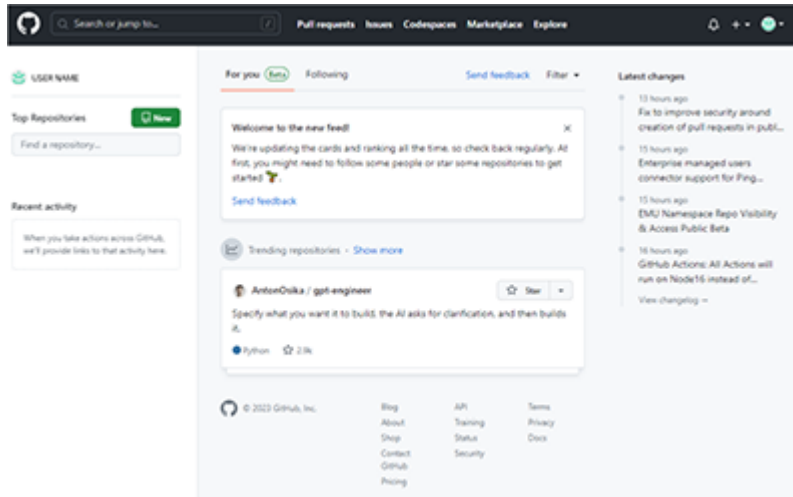 Search or jump to...
/
Pull requests Issues Codespaces Marketplace Explore
USER NAME
Top Repositories
New
Find a repository...
Recent activity
When you take actions across GitHub,
we'll provide links to that activity here.
For you Beta Following Send feedback Filter
Welcome to the new feed!
We're updating the cards and ranking all the time, so check back regularly. At
first, you might need to follow some people or star some repositories to get
started.
Send feedback
Trending repositories · Show more
AntonOsika / gpt-engineer
Star
Specify what you want it to build, the AI asks for clarification, and then builds
it.
Python 2.9k
Latest changes
13 hours ago
Fix to improve security around
creation of pull requests in publ...
15 hours ago
Enterprise managed users
connector support for Ping...
15 hours ago
EMU Namespace Repo Visibility
& Access Public Beta
16 hours ago
GitHub Actions: All Actions will
run on Node16 instead of...
View changelog →
© 2023 GitHub, Inc.
Blog
About
Shop
Contact
GitHub
Pricing
API
Training
Status
Security
Terms
Privacy
Docs